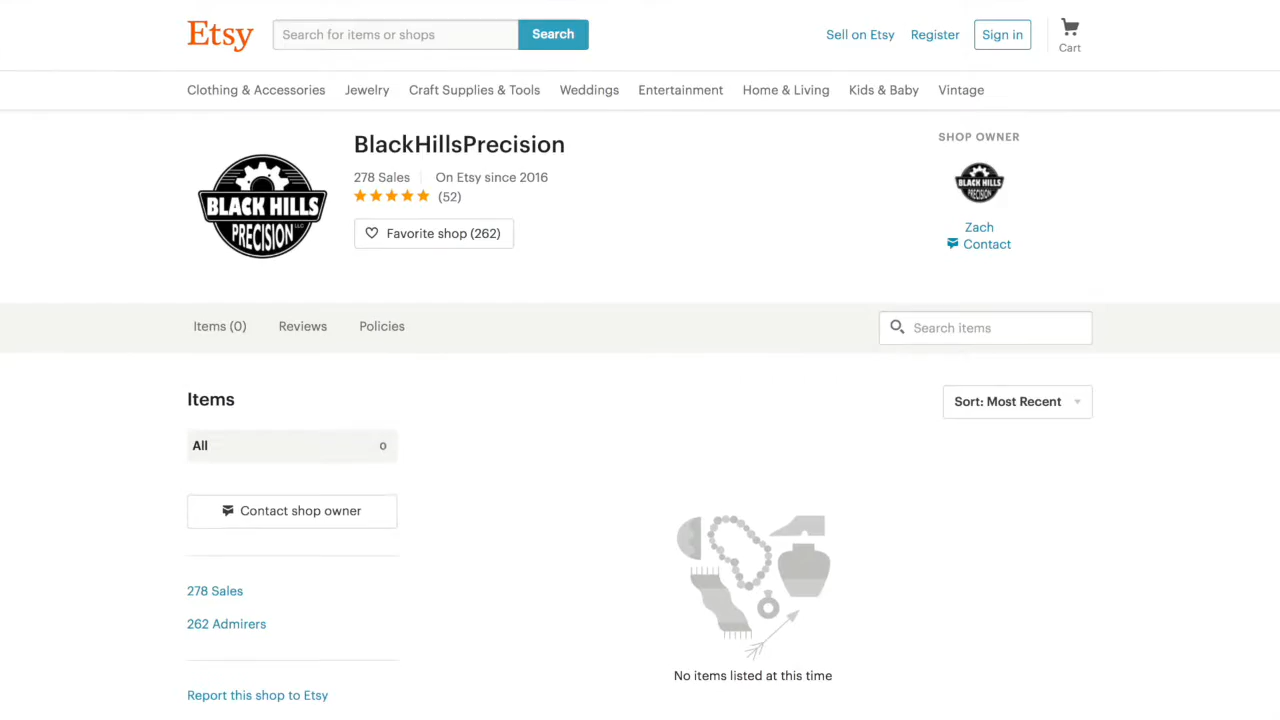 Etsy
Search for items or shops
Search
Sell on Etsy
Register
Sign in
Cart
Clothing & Accessories
Jewelry
Craft Supplies & Tools
Weddings
Entertainment
Home & Living
Kids & Baby
Vintage
BLACK HILLS
PRECISION
LLC
BlackHillsPrecision
278 Sales
On Etsy since 2016
(52)
Favorite shop (262)
SHOP OWNER
BLACK HILLS
PRECISION
Zach
Contact
Items (0)
Reviews
Policies
Search items
Items
Sort: Most Recent
All
0
Contact shop owner
278 Sales
262 Admirers
No items listed at this time
Report this shop to Etsy